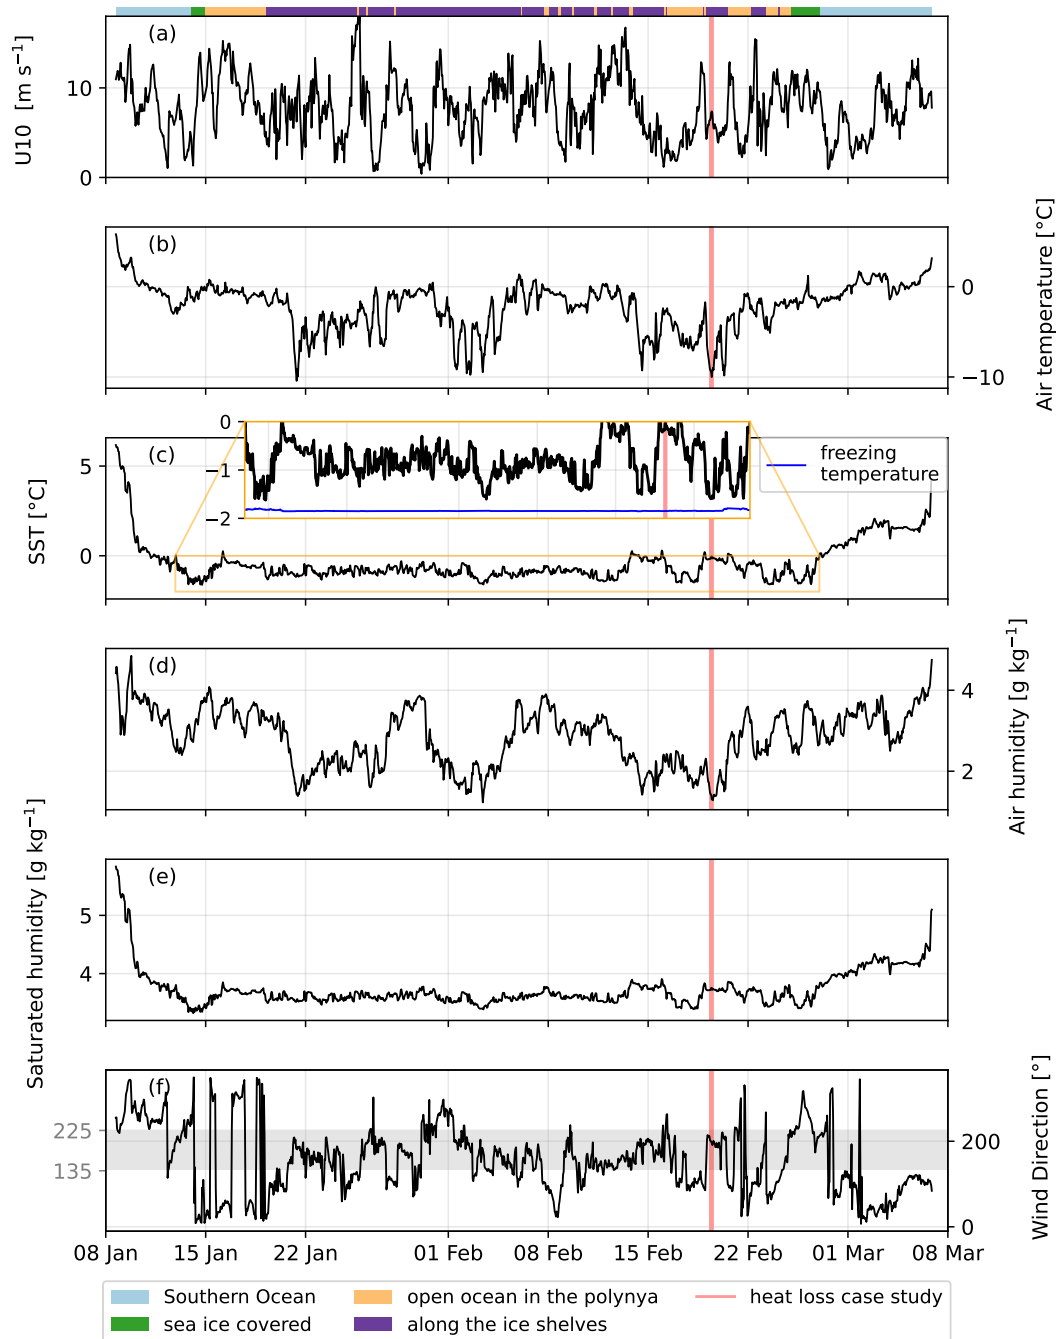 (a)
10
0
U10 [m s⁻¹]
(b)
0
−10
Air temperature [°C]
(c)
0
−1
−2
freezing
temperature
5
0
SST [°C]
(d)
4
2
Air humidity [g kg⁻¹]
(e)
5
4
Saturated humidity [g kg⁻¹]
(f)
225
135
200
0
Wind Direction [°]
08 Jan 15 Jan 22 Jan 01 Feb 08 Feb 15 Feb 22 Feb 01 Mar 08 Mar
Southern Ocean open ocean in the polynya heat loss case study
sea ice covered along the ice shelves